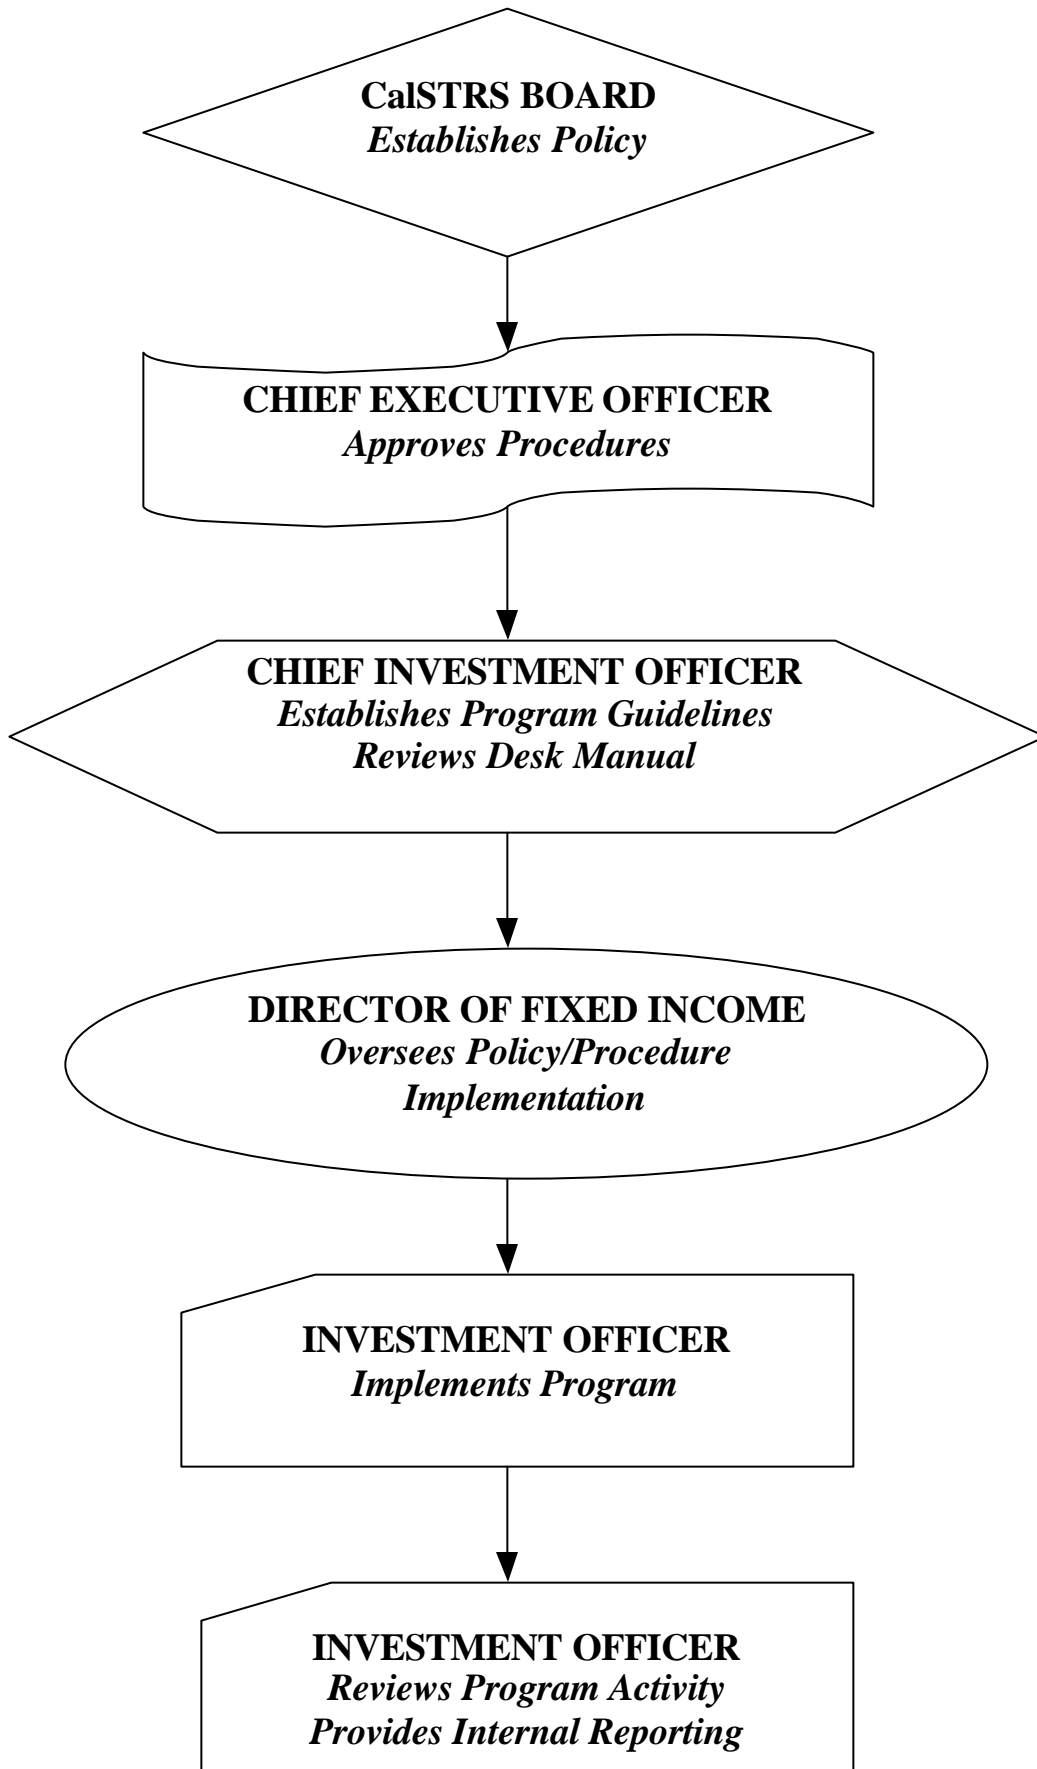 CalSTRS BOARD
Establishes Policy
CHIEF EXECUTIVE OFFICER
Approves Procedures
CHIEF INVESTMENT OFFICER
Establishes Program Guidelines
Reviews Desk Manual
DIRECTOR OF FIXED INCOME
Oversees Policy/Procedure
Implementation
INVESTMENT OFFICER
Implements Program
INVESTMENT OFFICER
Reviews Program Activity
Provides Internal Reporting